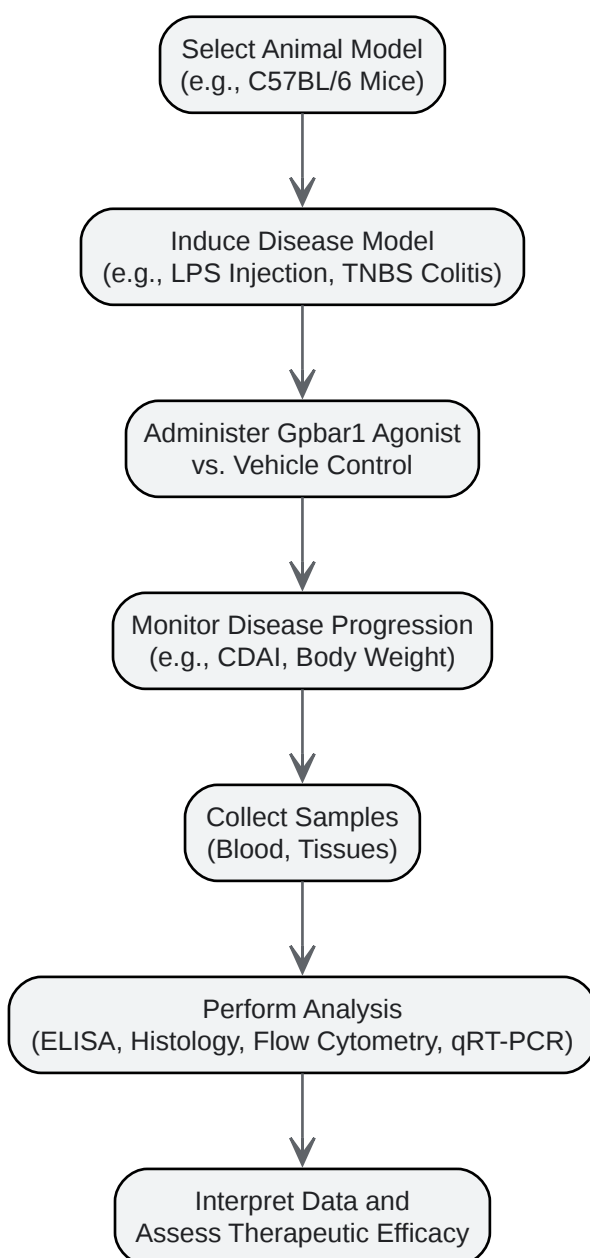 Select Animal Model
(e.g., C57BL/6 Mice)
Induce Disease Model
(e.g., LPS Injection, TNBS Colitis)
Administer Gpbar1 Agonist
vs. Vehicle Control
Monitor Disease Progression
(e.g., CDAI, Body Weight)
Collect Samples
(Blood, Tissues)
Perform Analysis
(ELISA, Histology, Flow Cytometry, qRT-PCR)
Interpret Data and
Assess Therapeutic Efficacy